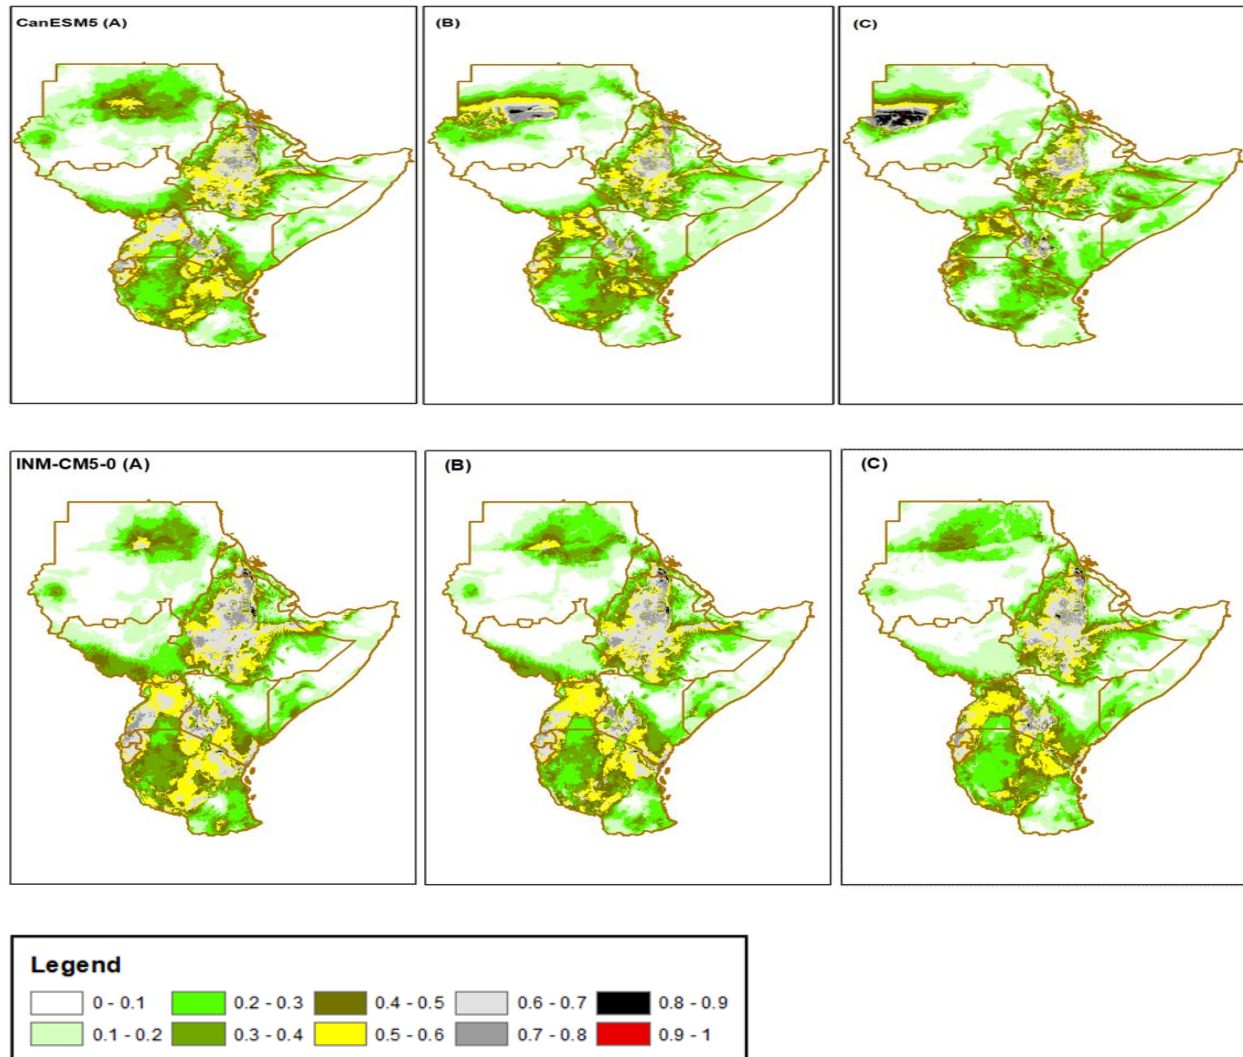 CanESM5 (A)
(B)
(C)
INM-CM5-0 (A)
(B)
(C)
Legend
0 - 0.1
0.2 - 0.3
0.4 - 0.5
0.6 - 0.7
0.8 - 0.9
0.1 - 0.2
0.3 - 0.4
0.5 - 0.6
0.7 - 0.8
0.9 - 1